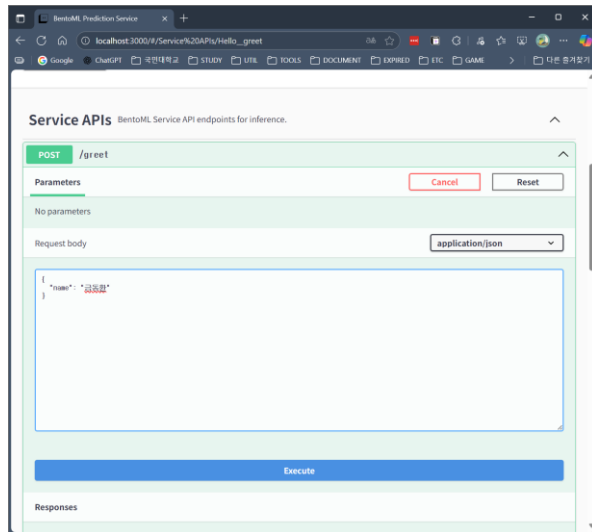 BentoML Prediction Service
localhost:3000/#/Service%20APIs/Hello__greet
Google ChatGPT 국민대학교 STUDY UTIL TOOLS DOCUMENT EXPIRED ETC GAME 다른 즐겨찾기
Service APIs BentoML Service API endpoints for inference.
POST /greet
Parameters Cancel Reset
No parameters
Request body application/json
{
"name": "금동환"
}
Execute
Responses